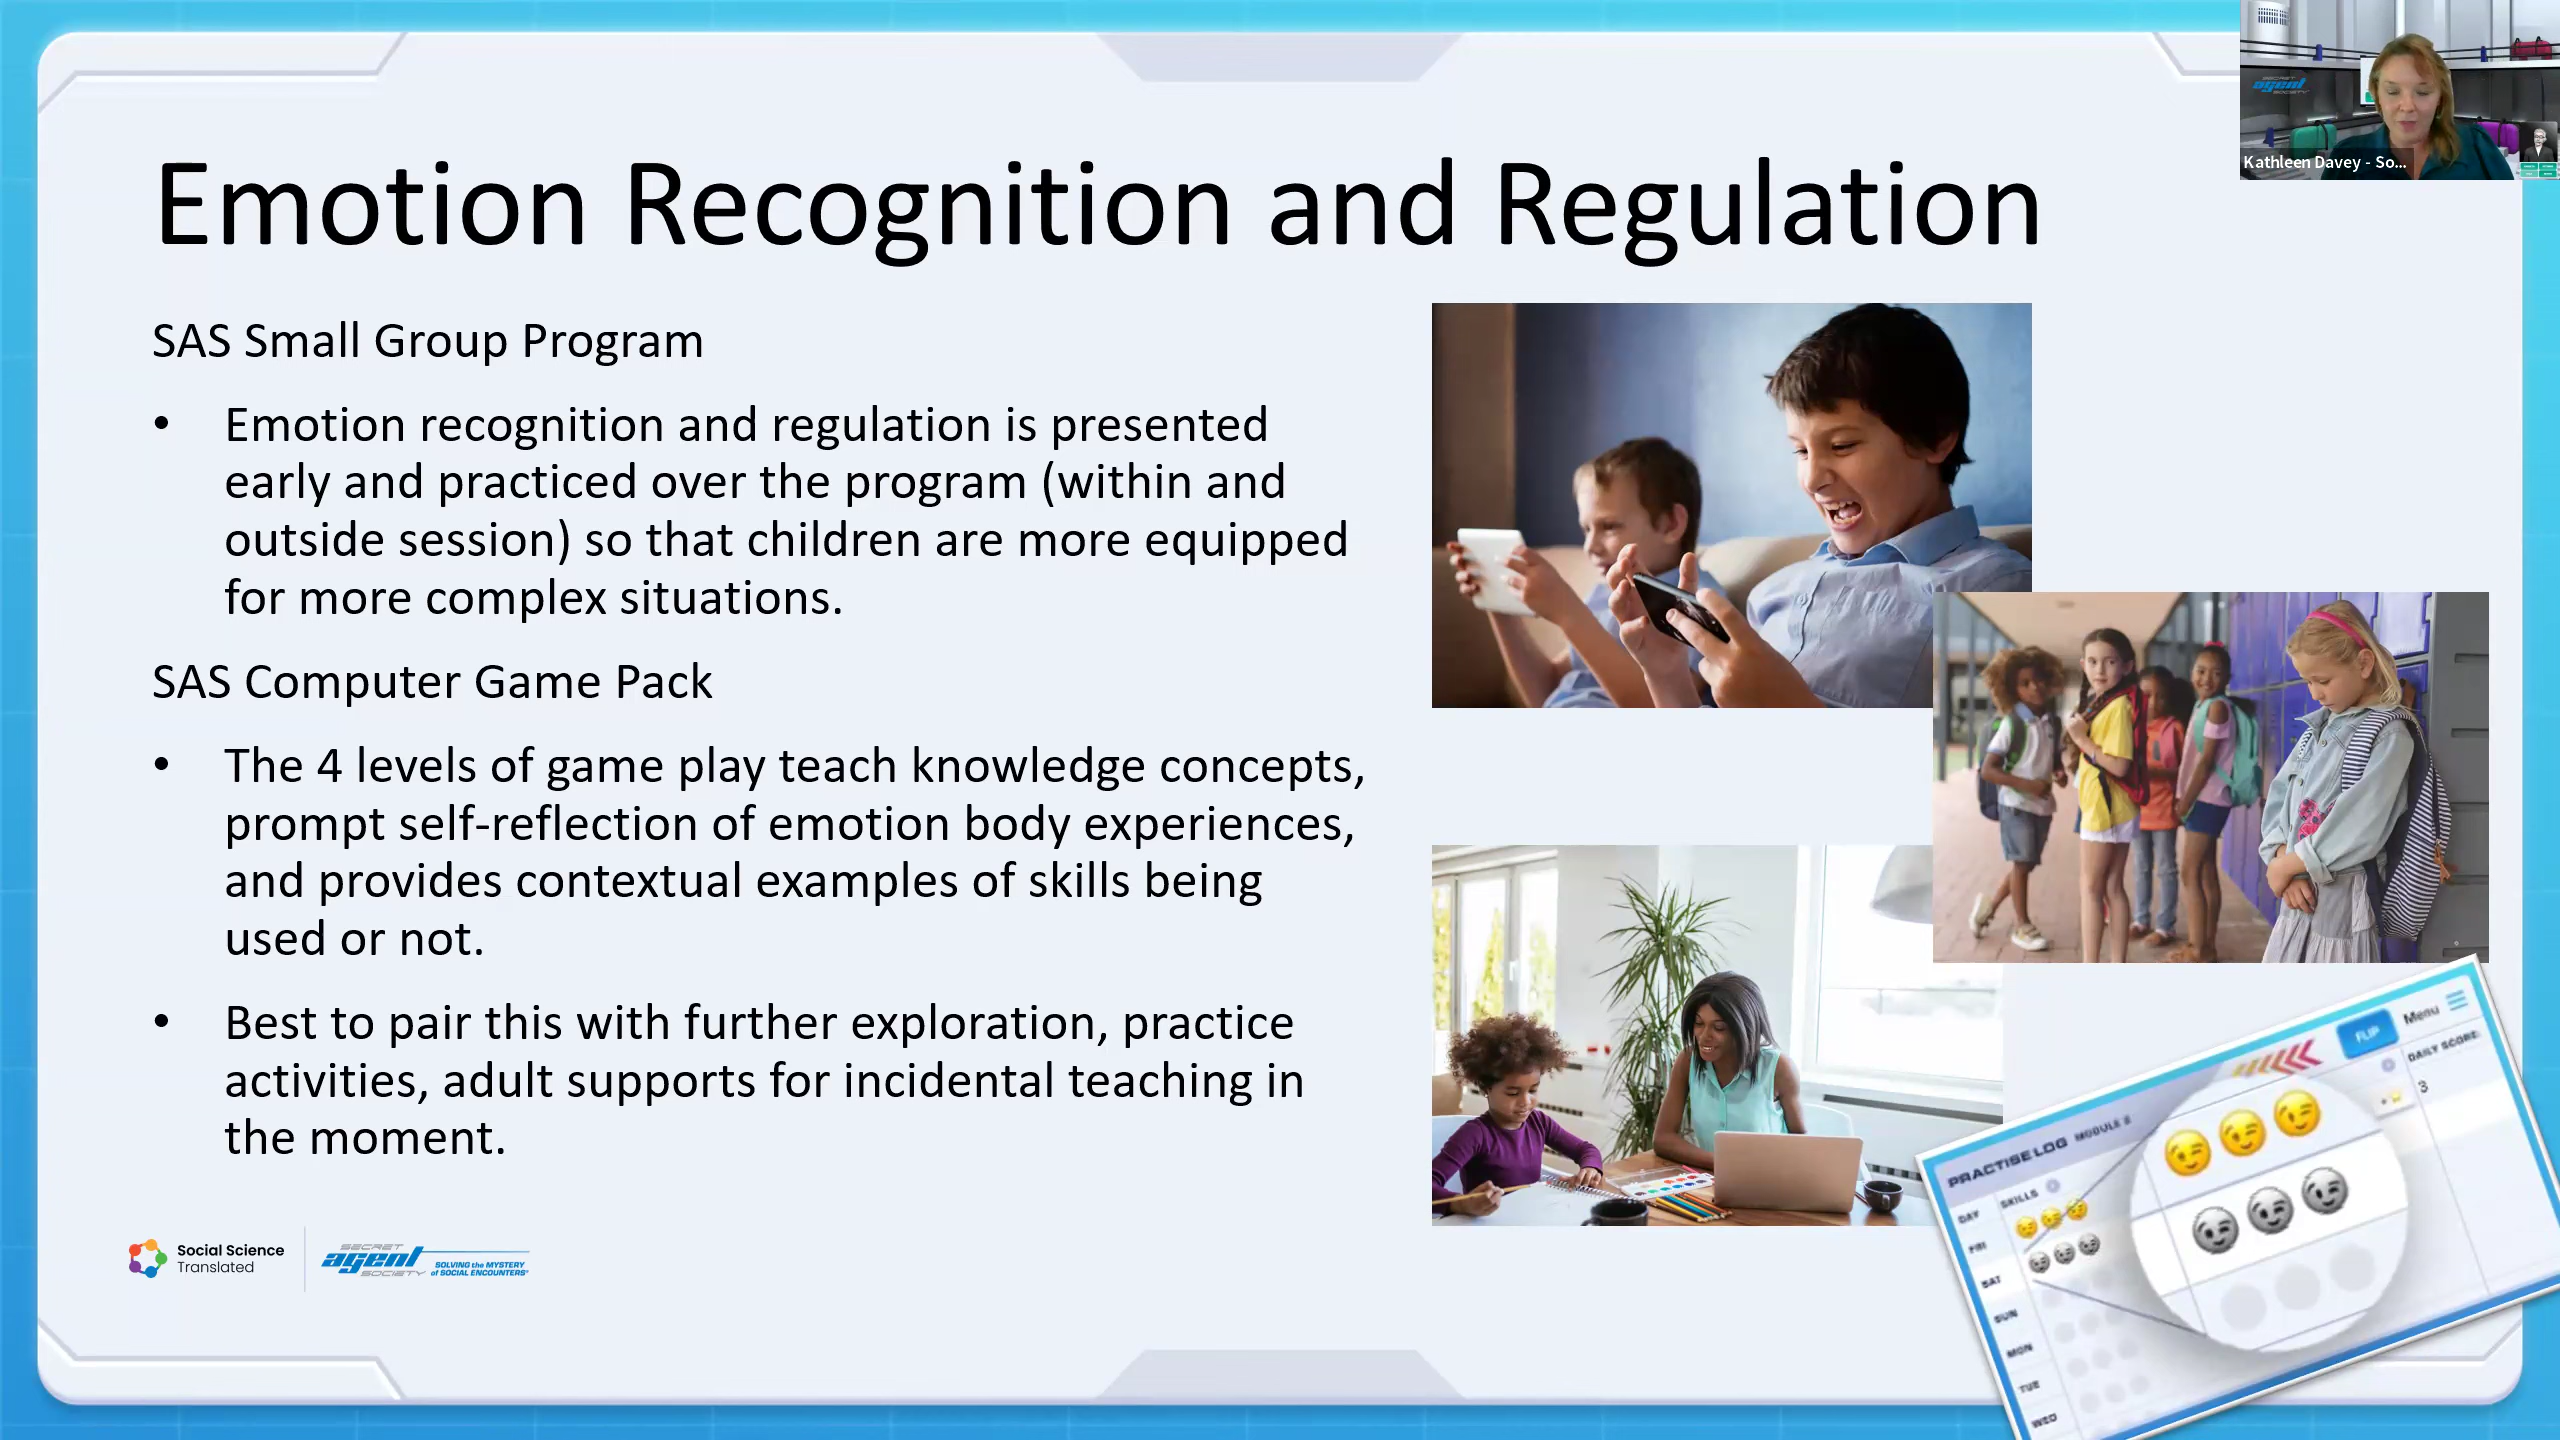 Emotion Recognition and Regulation
SAS Small Group Program
• Emotion recognition and regulation is presented
early and practiced over the program (within and
outside session) so that children are more equipped
for more complex situations.
SAS Computer Game Pack
• The 4 levels of game play teach knowledge concepts,
prompt self-reflection of emotion body experiences,
and provides contextual examples of skills being
used or not.
• Best to pair this with further exploration, practice
activities, adult supports for incidental teaching in
the moment.
Social Science
Translated
SECRET
agent
SOCIETY
SOLVING the MYSTERY
of SOCIAL ENCOUNTERS®
SECRET
agent
SOCIETY
Kathleen Davey - So...
FLIP
Menu
PRACTISE LOG MODULE 2
DAILY SCORE
DAY
SKILLS
3
FRI
SAT
SUN
MON
TUE
WED